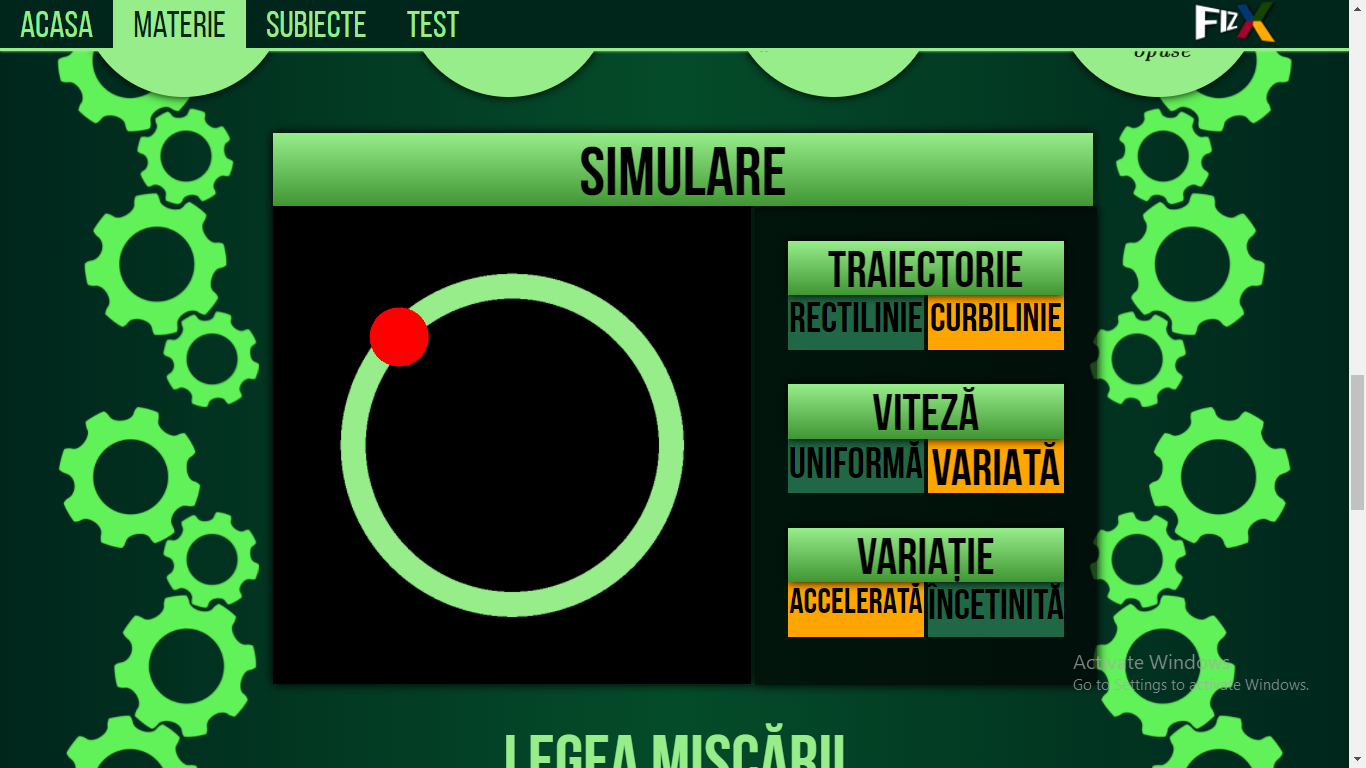 ACASA MATERIE SUBIECTE TEST FIZX
opuse
SIMULARE
TRAIECTORIE
RECTILINIE CURBILINIE
VITEZĂ
UNIFORMĂ VARIATĂ
VARIAȚIE
ACCELERATĂ ÎNCETINITĂ
Activate Windows
Go to Settings to activate Windows.
LEGEA MIȘCĂRII